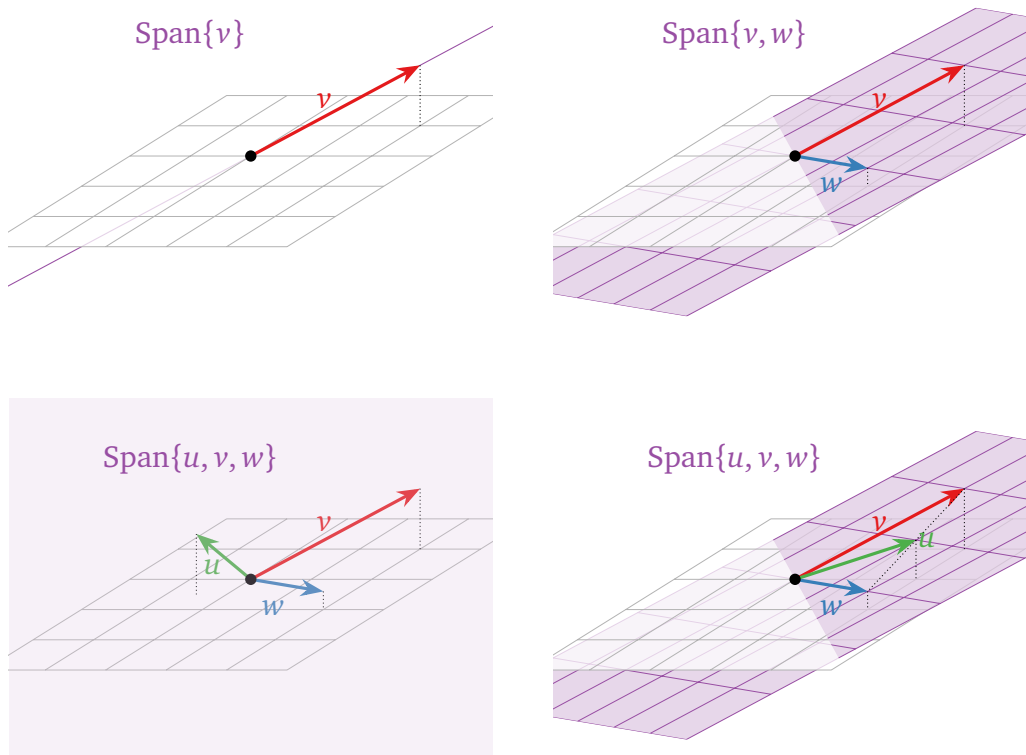 Span{v}
v
Span{v, w}
v
w
Span{u, v, w}
v
u
w
Span{u, v, w}
v
u
w